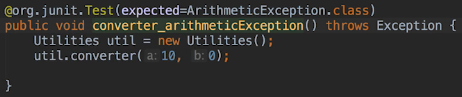 @org.junit.Test(expected=ArithmeticException.class)
public void converter_arithmeticException() throws Exception {
    Utilities util = new Utilities();
    util.converter( a: 10, b: 0);
}